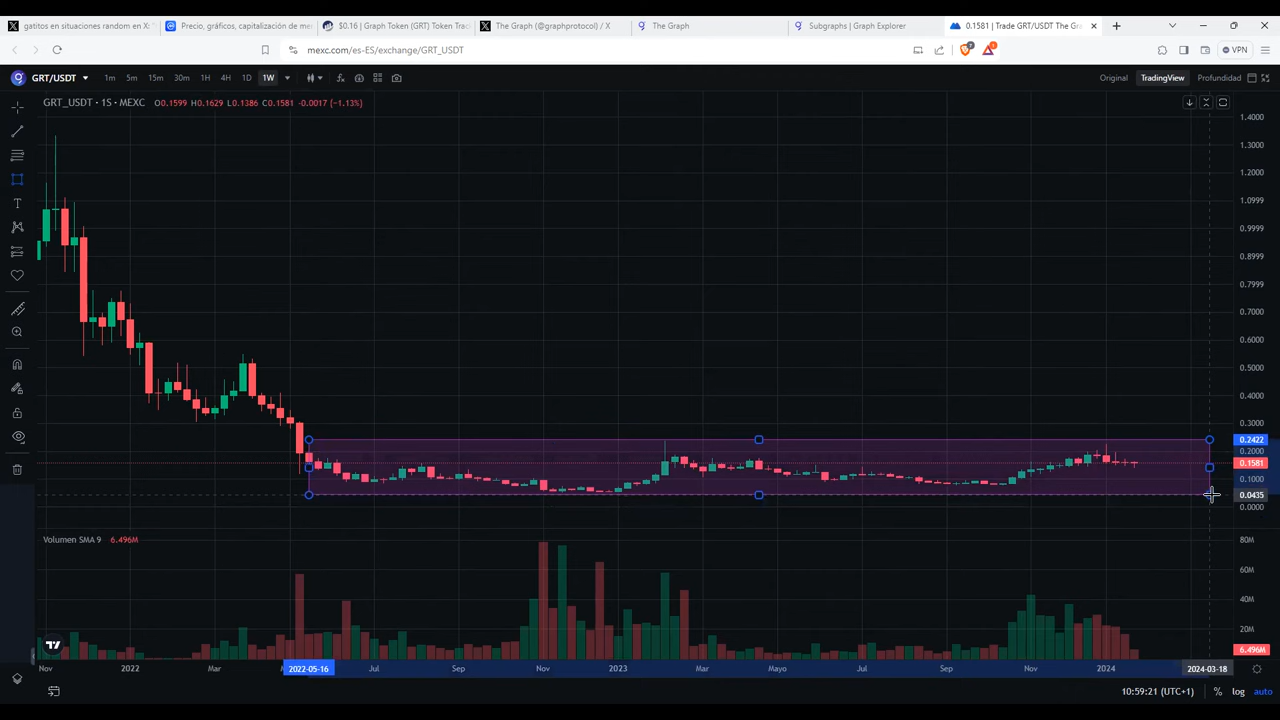 gatitos en situaciones random en X:
Precio, gráficos, capitalización de me
$0.16 | Graph Token (GRT) Token Trac
The Graph (@graphprotocol) / X
The Graph
Subgraphs | Graph Explorer
0.1581 | Trade GRT/USDT The Gr
mexc.com/es-ES/exchange/GRT_USDT
VPN
GRT/USDT
1m
5m
15m
30m
1H
4H
1D
1W
Original
TradingView
Profundidad
GRT_USDT · 1S · MEXC O0.1599 H0.1629 L0.1386 C0.1581 -0.0017 (−1.13%)
1.4000
1.3000
1.2000
1.0999
0.9999
0.8999
0.7999
0.7000
0.6000
0.5000
0.4000
0.3000
0.2422
0.2000
0.1581
0.1000
0.0435
0.0000
Volumen SMA 9 6.496M
80M
60M
40M
20M
6.496M
Nov
2022
Mar
2022-05-16
Jul
Sep
Nov
2023
Mar
Mayo
Jul
Sep
Nov
2024
2024-03-18
10:59:21 (UTC+1)
%
log
auto